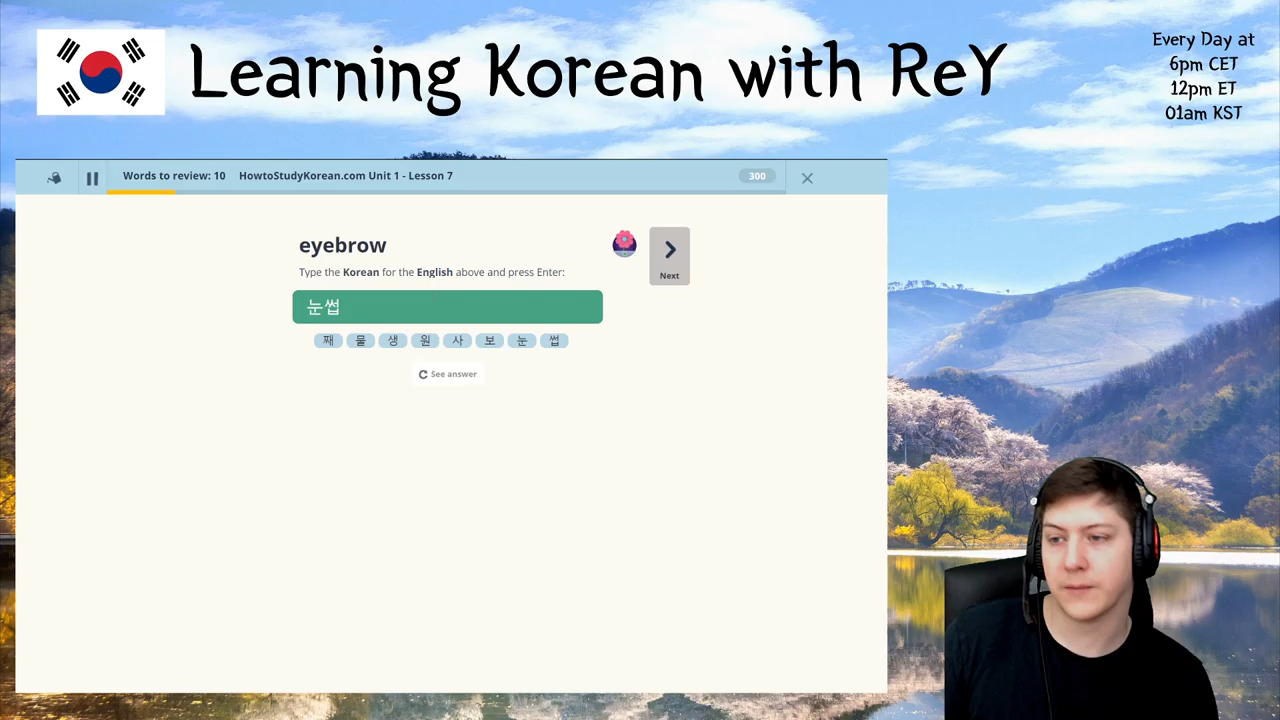 Learning Korean with ReY
Every Day at
6pm CET
12pm ET
01am KST
Words to review: 10 HowtoStudyKorean.com Unit 1 - Lesson 7 300
eyebrow
Next
Type the Korean for the English above and press Enter:
눈썹
째 물 생 원 사 보 눈 썹
See answer